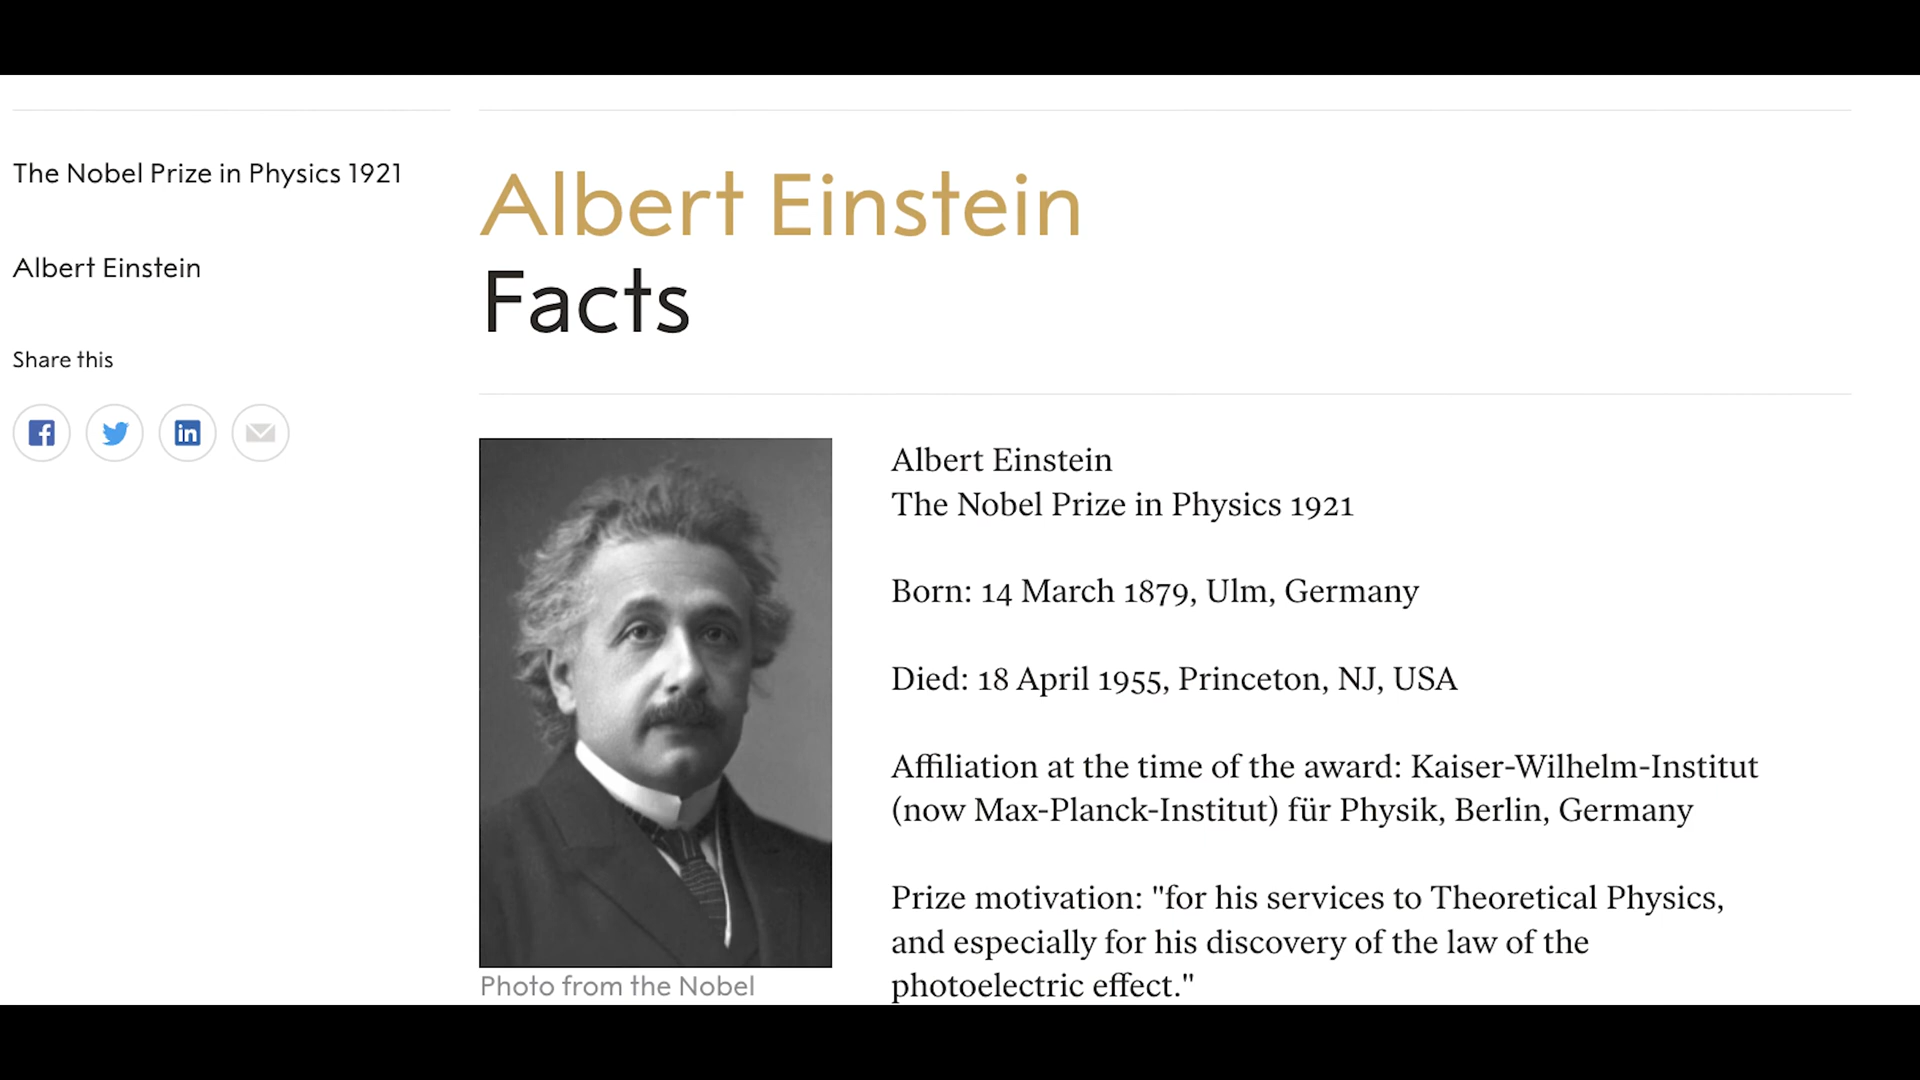 The Nobel Prize in Physics 1921
Albert Einstein
Share this
Albert Einstein
Facts
Photo from the Nobel
Albert Einstein
The Nobel Prize in Physics 1921
Born: 14 March 1879, Ulm, Germany
Died: 18 April 1955, Princeton, NJ, USA
Affiliation at the time of the award: Kaiser-Wilhelm-Institut
(now Max-Planck-Institut) für Physik, Berlin, Germany
Prize motivation: "for his services to Theoretical Physics,
and especially for his discovery of the law of the
photoelectric effect."